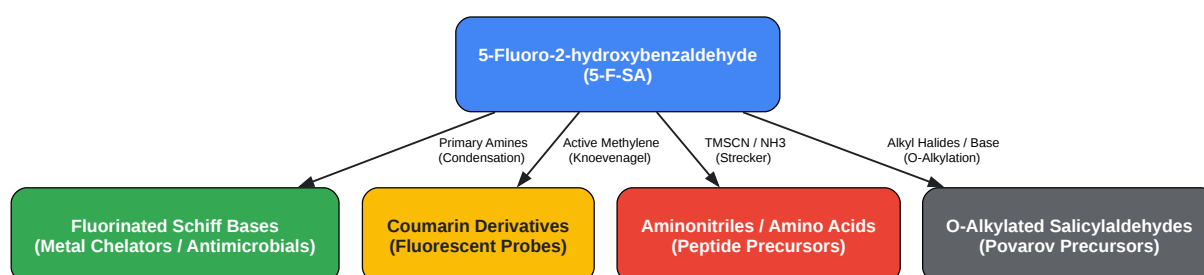 5-Fluoro-2-hydroxybenzaldehyde
(5-F-SA)
Primary Amines
(Condensation)
Active Methylene
(Knoevenagel)
TMSCN / NH3
(Strecker)
Alkyl Halides / Base
(O-Alkylation)
Fluorinated Schiff Bases
(Metal Chelators / Antimicrobials)
Coumarin Derivatives
(Fluorescent Probes)
Aminonitriles / Amino Acids
(Peptide Precursors)
O-Alkylated Salicylaldehydes
(Povarov Precursors)